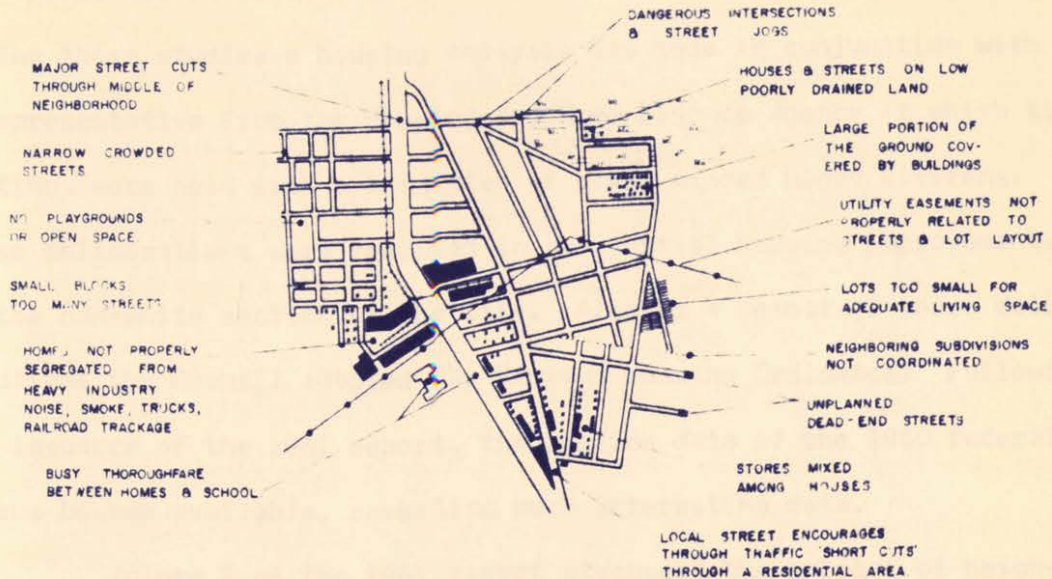 MAJOR STREET CUTS
THROUGH MIDDLE OF
NEIGHBORHOOD
NARROW CROWDED
STREETS
NO PLAYGROUNDS
OR OPEN SPACE
SMALL BLOCKS
TOO MANY STREETS
HOMES NOT PROPERLY
SEGREGATED FROM
HEAVY INDUSTRY
NOISE, SMOKE, TRUCKS,
RAILROAD TRACKAGE
BUSY THOROUGHFARE
BETWEEN HOMES & SCHOOL
DANGEROUS INTERSECTIONS
& STREET JOGS
HOUSES & STREETS ON LOW
POORLY DRAINED LAND
LARGE PORTION OF
THE GROUND COV-
ERED BY BUILDINGS
UTILITY EASEMENTS NOT
PROPERLY RELATED TO
STREETS & LOT LAYOUT
LOTS TOO SMALL FOR
ADEQUATE LIVING SPACE
NEIGHBORING SUBDIVISIONS
NOT COORDINATED
UNPLANNED
DEAD-END STREETS
STORES MIXED
AMONG HOUSES
LOCAL STREET ENCOURAGES
THROUGH TRAFFIC 'SHORT CUTS'
THROUGH A RESIDENTIAL AREA